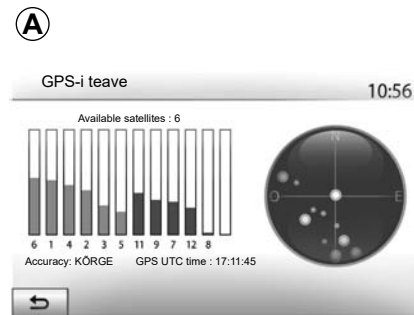 A
GPS-i teave 10:56
Available satellites : 6
N
O E
6 1 4 2 3 5 11 9 7 12 8
Accuracy: KÕRGE GPS UTC time : 17:11:45